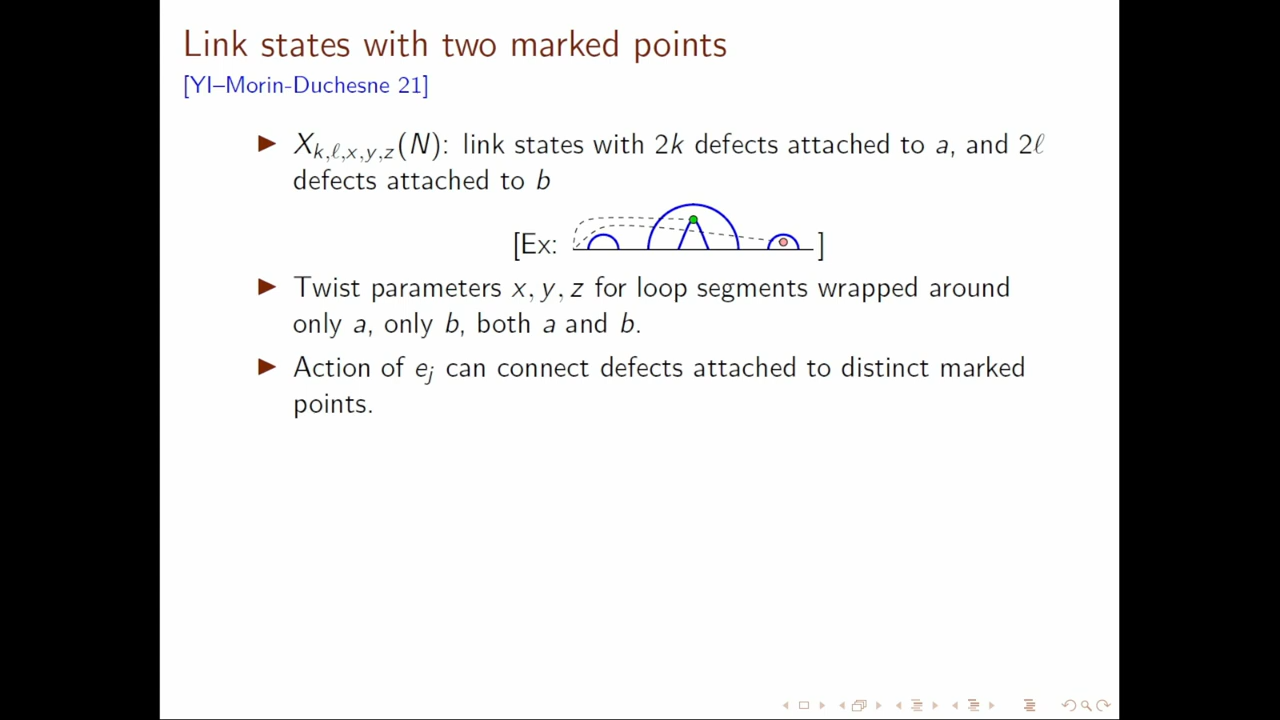 Link states with two marked points
[YI–Morin-Duchesne 21]
► X_{k,ℓ,x,y,z}(N): link states with 2k defects attached to a, and 2ℓ
defects attached to b
[Ex: ]
► Twist parameters x, y, z for loop segments wrapped around
only a, only b, both a and b.
► Action of e_j can connect defects attached to distinct marked
points.